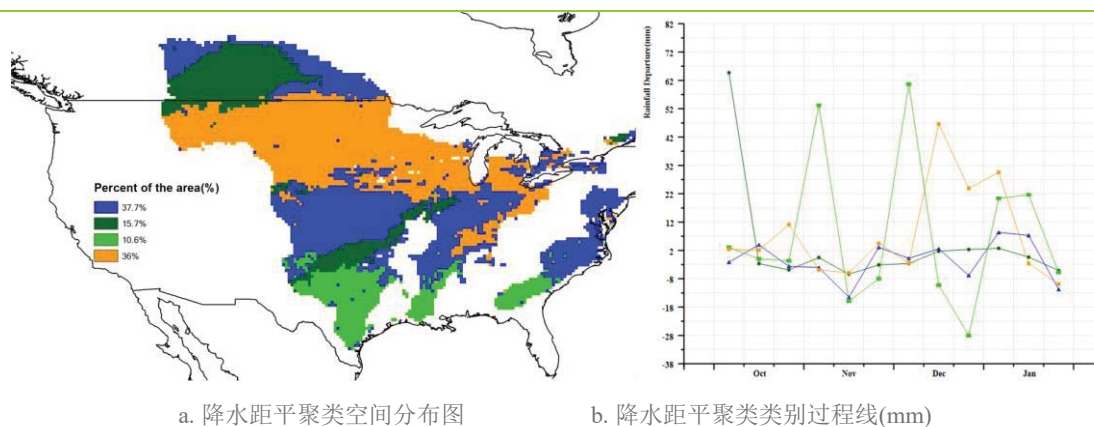 Percent of the area(%)
37.7%
15.7%
10.6%
36%
Rainfall Departure(mm)
82
72
62
52
42
32
22
12
2
-8
-18
-28
-38
Oct
Nov
Dec
Jan
a. 降水距平聚类空间分布图
b. 降水距平聚类类别过程线(mm)